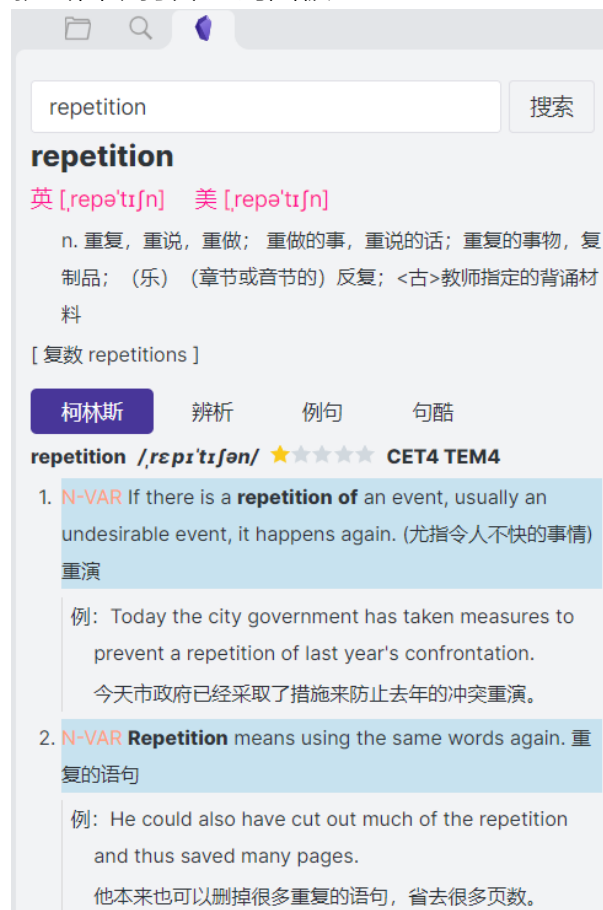 repetition 搜索
repetition
英 [ˌrepəˈtɪʃn] 美 [ˌrepəˈtɪʃn]
n. 重复，重说，重做； 重做的事，重说的话；重复的事物，复
制品；（乐）（章节或音节的）反复；<古>教师指定的背诵材
料
[ 复数 repetitions ]
柯林斯 辨析 例句 句酷
repetition /ˌrɛpɪˈtɪʃən/ ★★★★★ CET4 TEM4
1. N-VAR If there is a repetition of an event, usually an
undesirable event, it happens again. (尤指令人不快的事情)
重演
例：Today the city government has taken measures to
prevent a repetition of last year's confrontation.
今天市政府已经采取了措施来防止去年的冲突重演。
2. N-VAR Repetition means using the same words again. 重
复的语句
例：He could also have cut out much of the repetition
and thus saved many pages.
他本来也可以删掉很多重复的语句，省去很多页数。